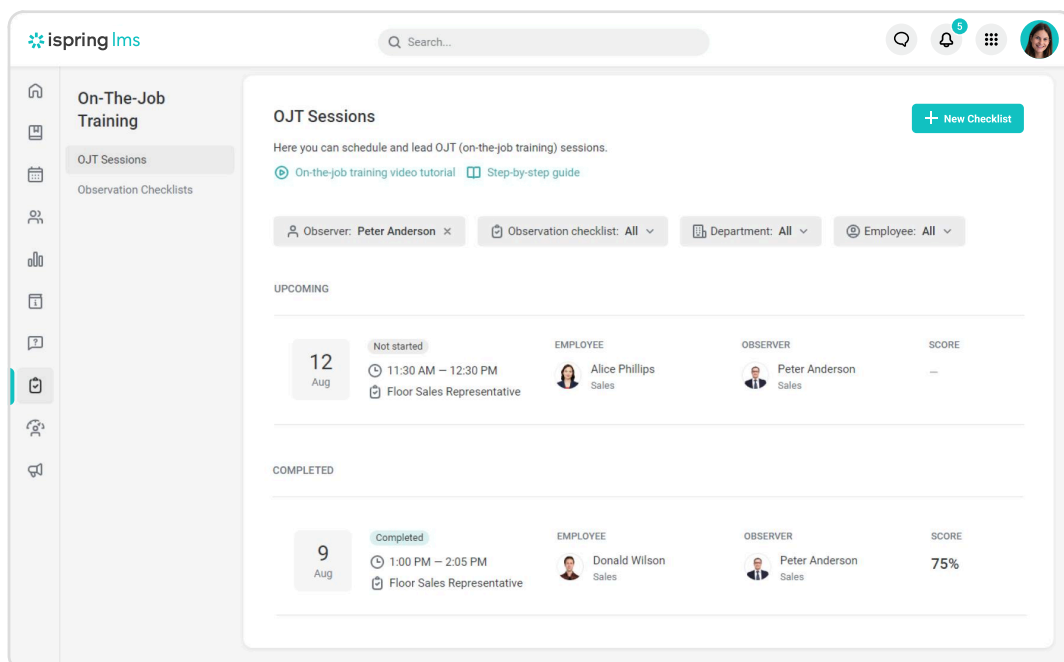 ispring lms
Search...
5
On-The-Job
Training
OJT Sessions
Observation Checklists
OJT Sessions
New Checklist
Here you can schedule and lead OJT (on-the-job training) sessions.
On-the-job training video tutorial Step-by-step guide
Observer: Peter Anderson × Observation checklist: All Department: All Employee: All
UPCOMING
12
Aug
Not started
11:30 AM — 12:30 PM
Floor Sales Representative
EMPLOYEE
Alice Phillips
Sales
OBSERVER
Peter Anderson
Sales
SCORE
—
COMPLETED
9
Aug
Completed
1:00 PM — 2:05 PM
Floor Sales Representative
EMPLOYEE
Donald Wilson
Sales
OBSERVER
Peter Anderson
Sales
SCORE
75%